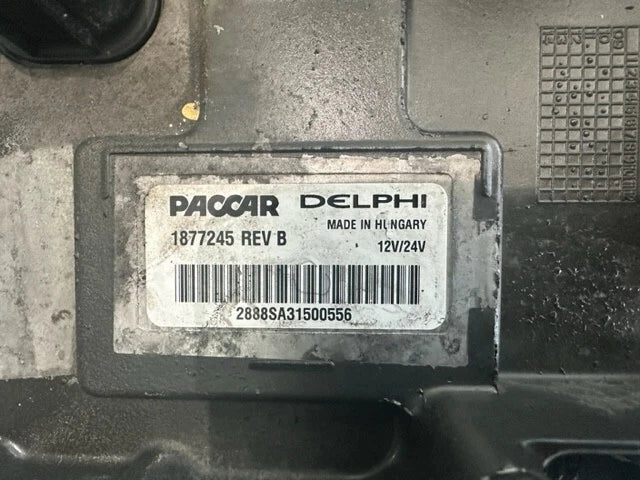 PACCAR DELPHI
MADE IN HUNGARY
1877245 REV B
12V/24V
2888SA31500556